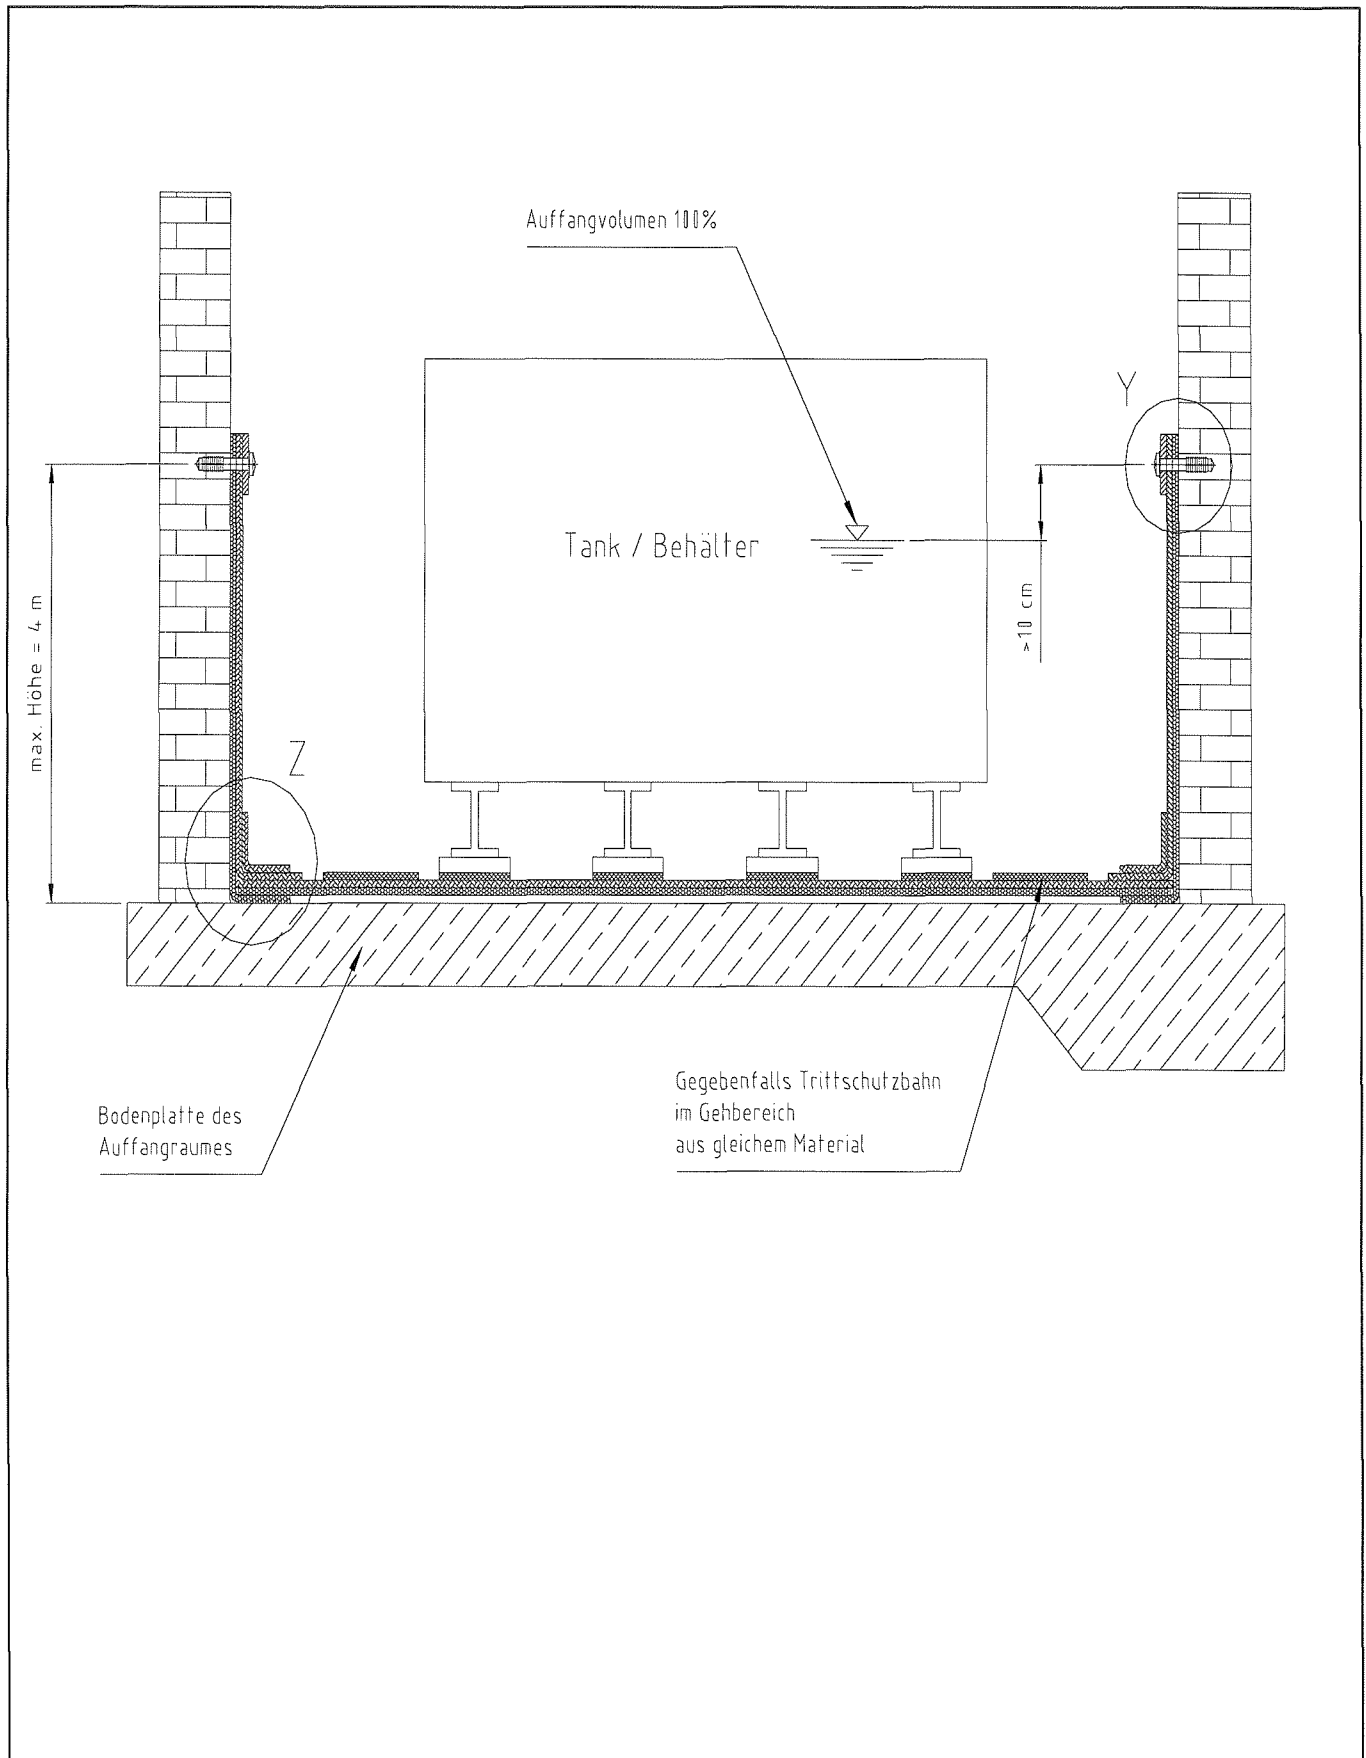 Auffangvolumen 100%
Y
Tank / Behälter
>10 cm
max. Höhe = 4 m
Z
Gegebenfalls Trittschutzbahn
im Gehbereich
aus gleichem Material
Bodenplatte des
Auffangraumes